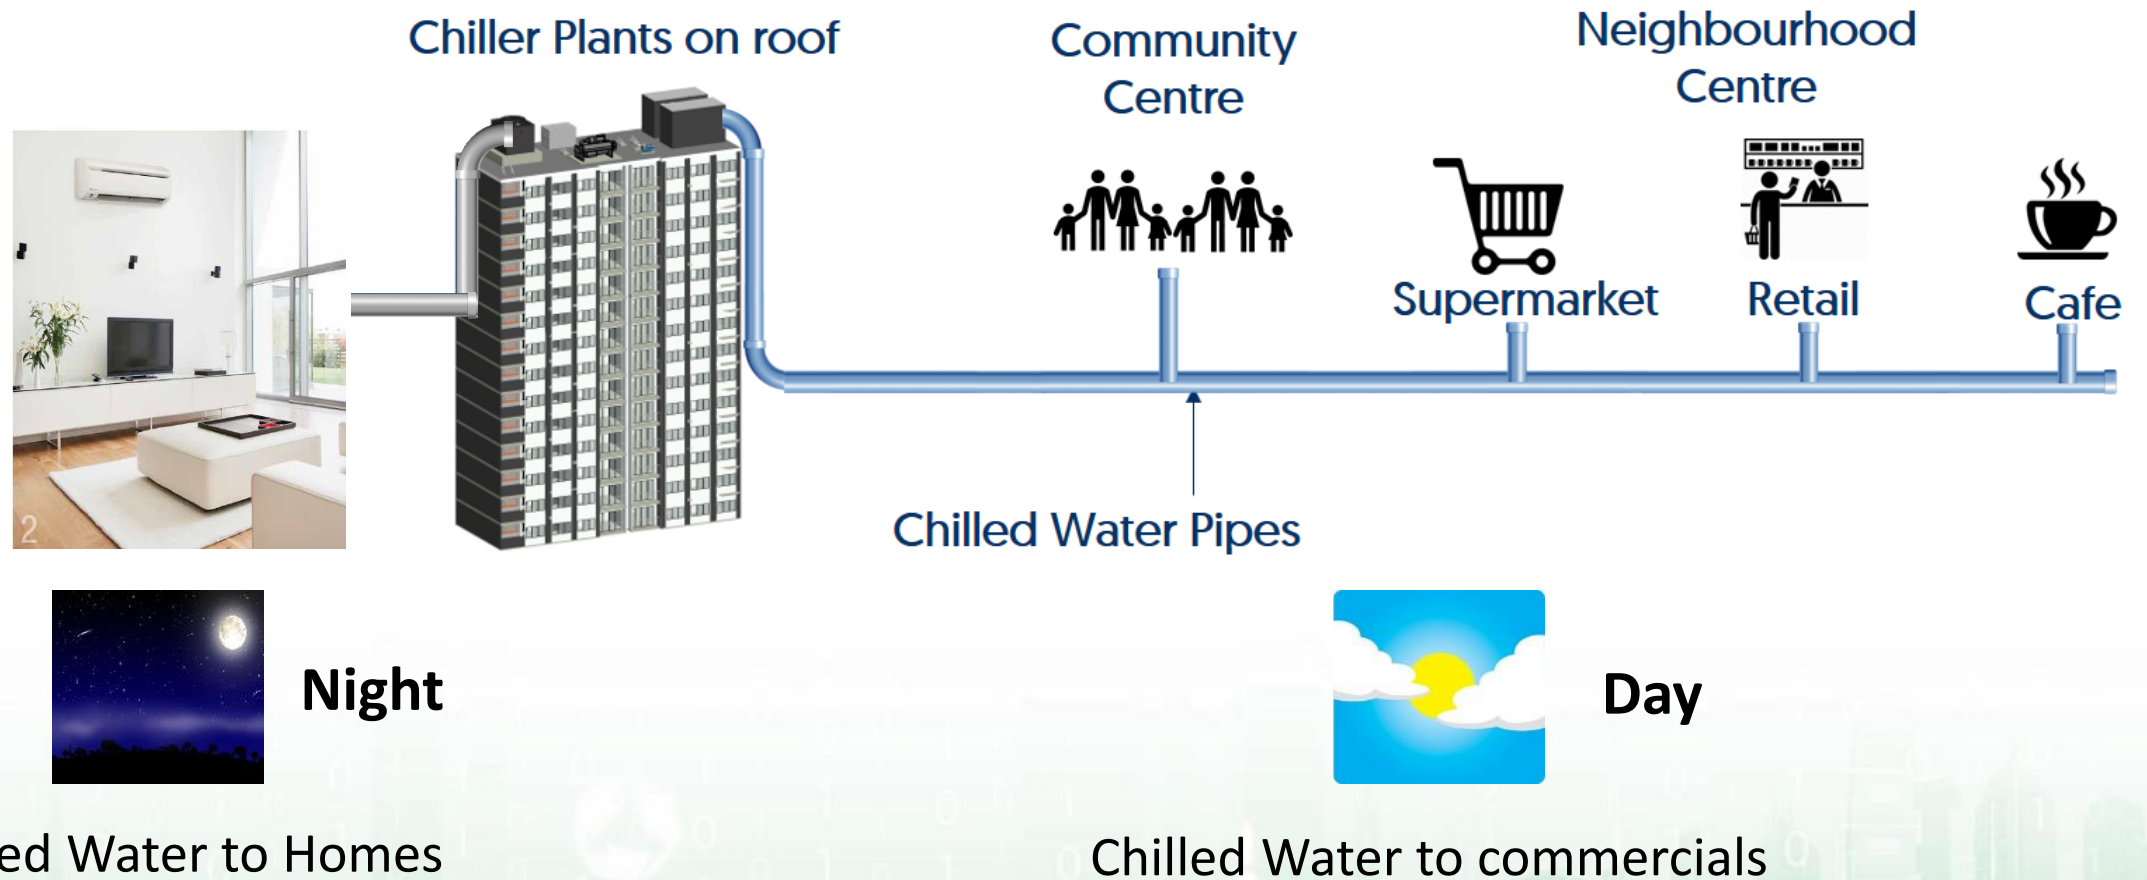 Chiller Plants on roof
Community
Centre
Neighbourhood
Centre
Supermarket
Retail
Cafe
Chilled Water Pipes
2
Night
Day
ed Water to Homes
Chilled Water to commercials